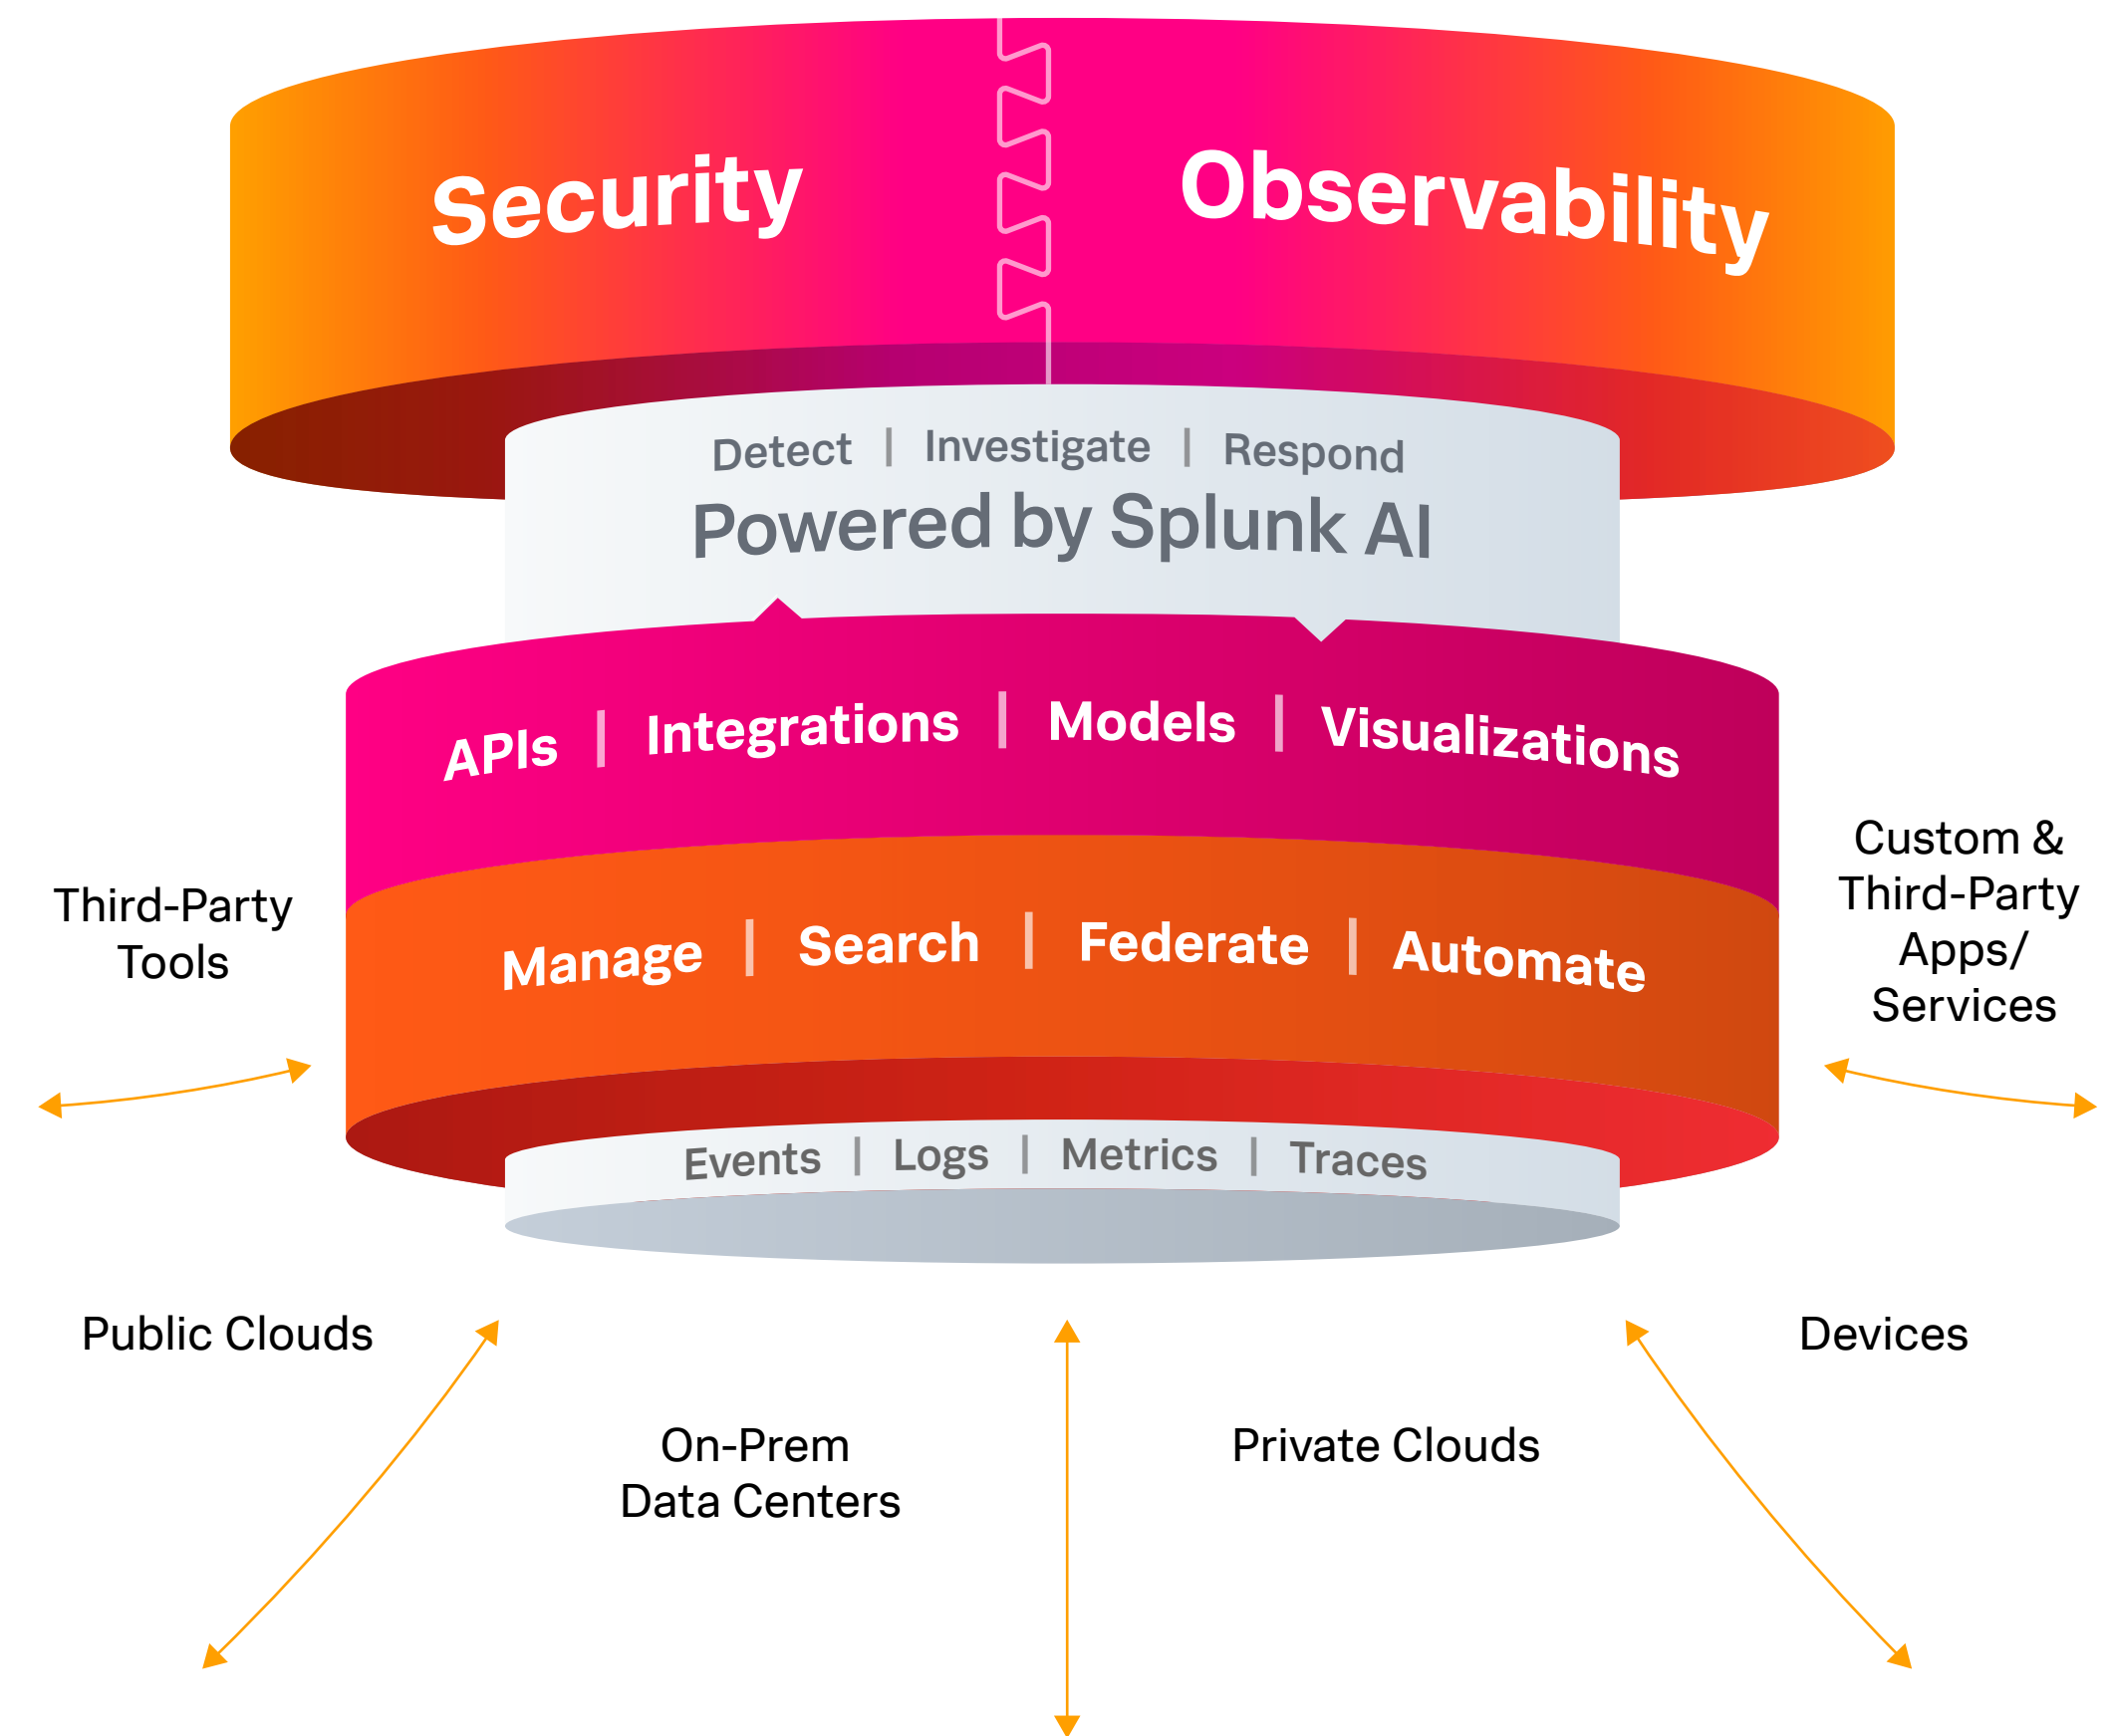 Security
Observability
Detect | Investigate | Respond
Powered by Splunk AI
APIs | Integrations | Models | Visualizations
Manage | Search | Federate | Automate
Events | Logs | Metrics | Traces
Third-Party
Tools
Custom &
Third-Party
Apps/
Services
Public Clouds
On-Prem
Data Centers
Private Clouds
Devices